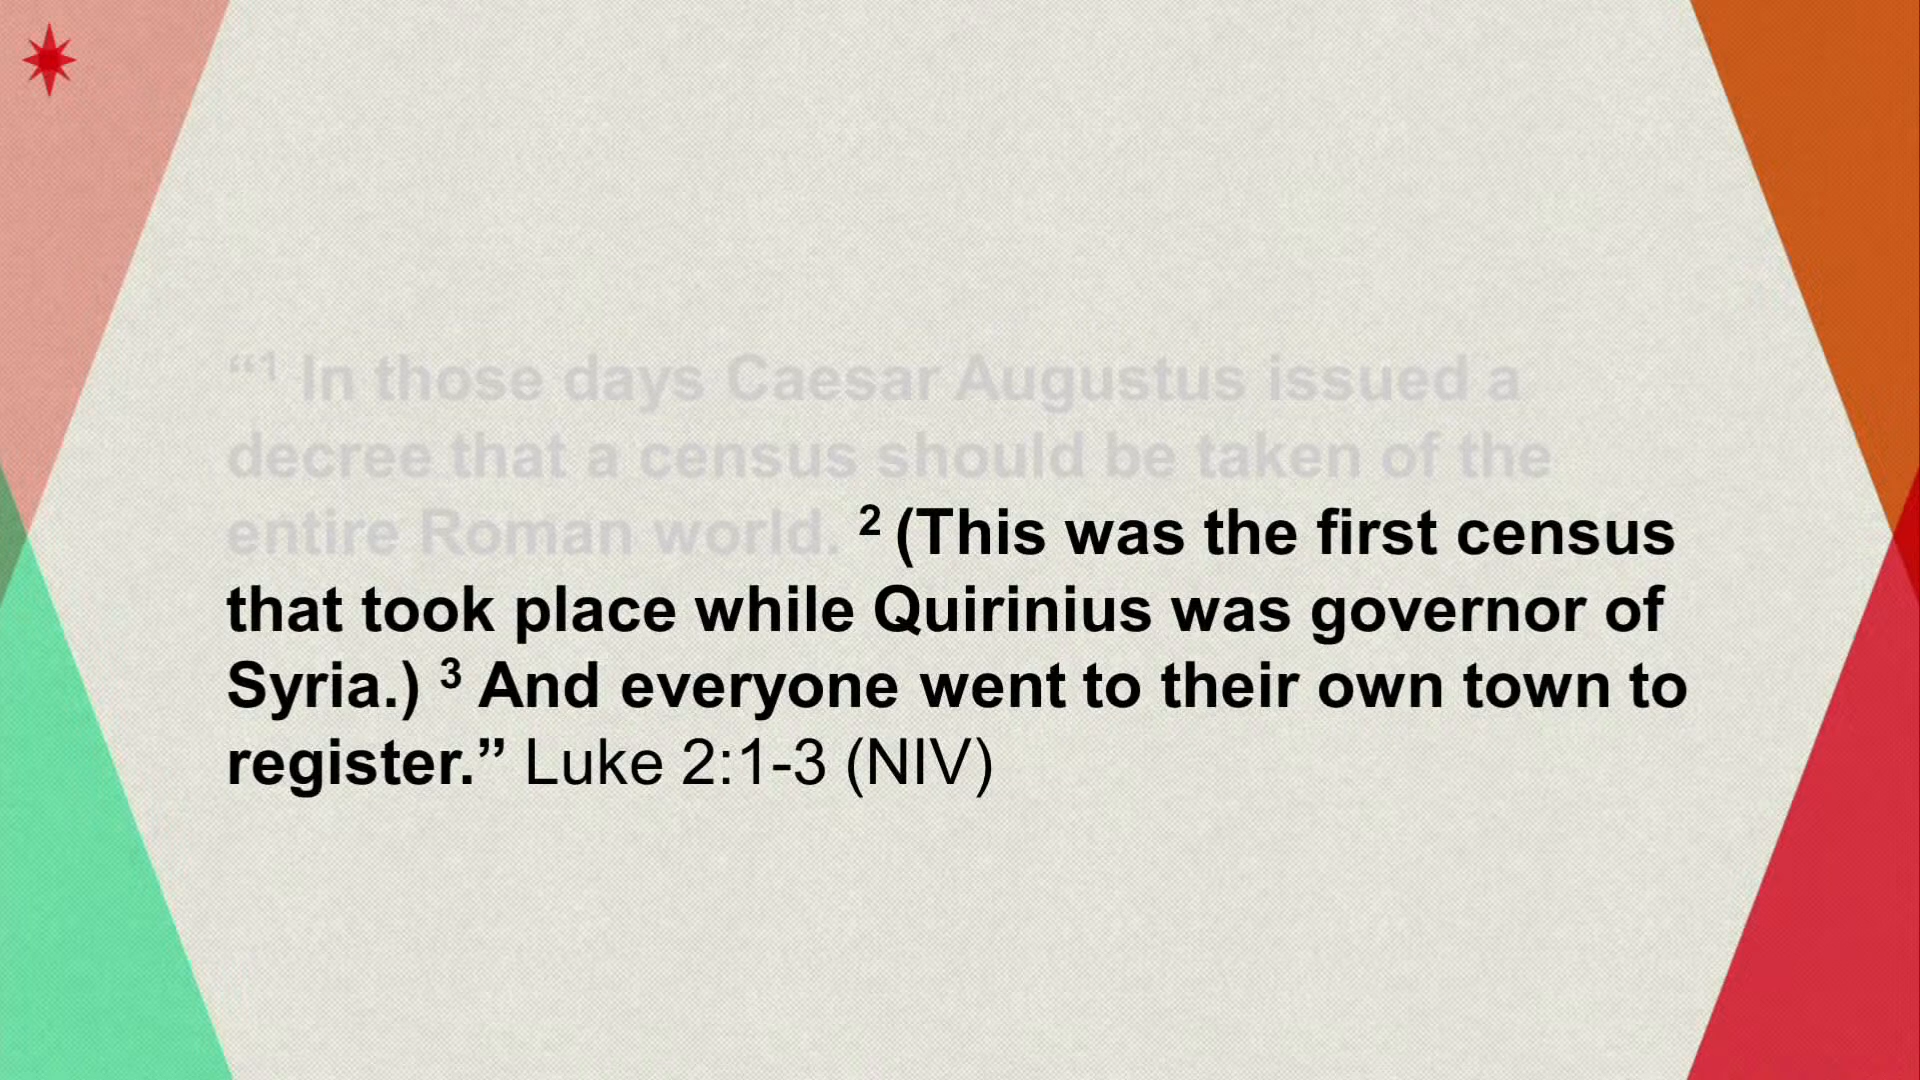 “¹ In those days Caesar Augustus issued a
decree that a census should be taken of the
entire Roman world. ² (This was the first census
that took place while Quirinius was governor of
Syria.) ³ And everyone went to their own town to
register.” Luke 2:1-3 (NIV)